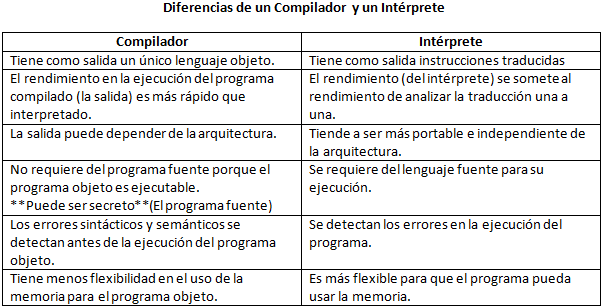 Diferencias de un Compilador y un Intérprete
Compilador
Intérprete
Tiene como salida un único lenguaje objeto.
Tiene como salida instrucciones traducidas
El rendimiento en la ejecución del programa
compilado (la salida) es más rápido que
interpretado.
El rendimiento (del intérprete) se somete al
rendimiento de analizar la traducción una a
una.
La salida puede depender de la arquitectura.
Tiende a ser más portable e independiente de
la arquitectura.
No requiere del programa fuente porque el
programa objeto es ejecutable.
**Puede ser secreto**(El programa fuente)
Se requiere del lenguaje fuente para su
ejecución.
Los errores sintácticos y semánticos se
detectan antes de la ejecución del programa
objeto.
Se detectan los errores en la ejecución del
programa.
Tiene menos flexibilidad en el uso de la
memoria para el programa objeto.
Es más flexible para que el programa pueda
usar la memoria.